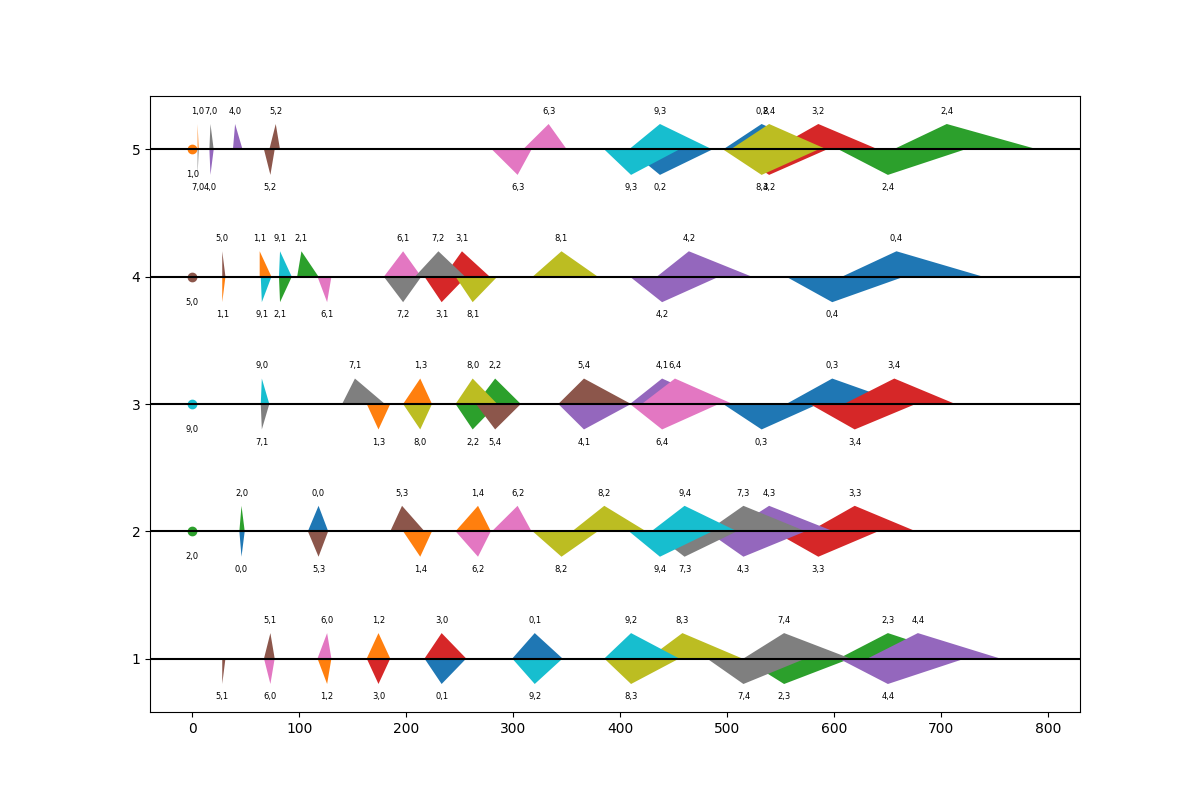 1,0 7,0 4,0 5,2 6,3 9,3 3,2 2,4
5
1,0
7,0 4,0 5,2 6,3 9,3 0,2 2,4
5,0 1,1 9,1 2,1 6,1 7,2 3,1 8,1 4,2 0,4
4
5,0
1,1 9,1 2,1 6,1 7,2 3,1 8,1 4,2 0,4
9,0 7,1 1,3 8,0 2,2 5,4 4,1 6,4 0,3 3,4
3
9,0
7,1 1,3 8,0 2,2 5,4 4,1 6,4 0,3 3,4
2,0 0,0 5,3 1,4 6,2 8,2 9,4 7,3 4,3 3,3
2
2,0
0,0 5,3 1,4 6,2 8,2 9,4 7,3 4,3 3,3
5,1 6,0 1,2 3,0 0,1 9,2 8,3 7,4 2,3 4,4
1
5,1 6,0 1,2 3,0 0,1 9,2 8,3 7,4 2,3 4,4
0 100 200 300 400 500 600 700 800